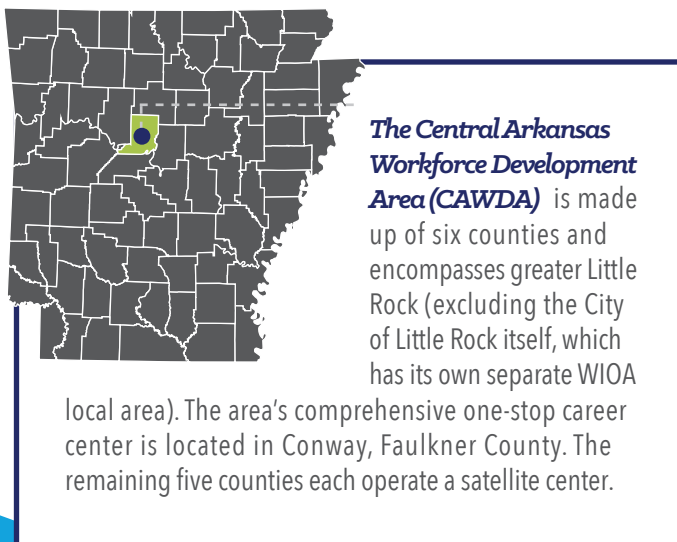 The Central Arkansas
Workforce Development
Area (CAWDA) is made
up of six counties and
encompasses greater Little
Rock (excluding the City
of Little Rock itself, which
has its own separate WIOA
local area). The area's comprehensive one-stop career
center is located in Conway, Faulkner County. The
remaining five counties each operate a satellite center.